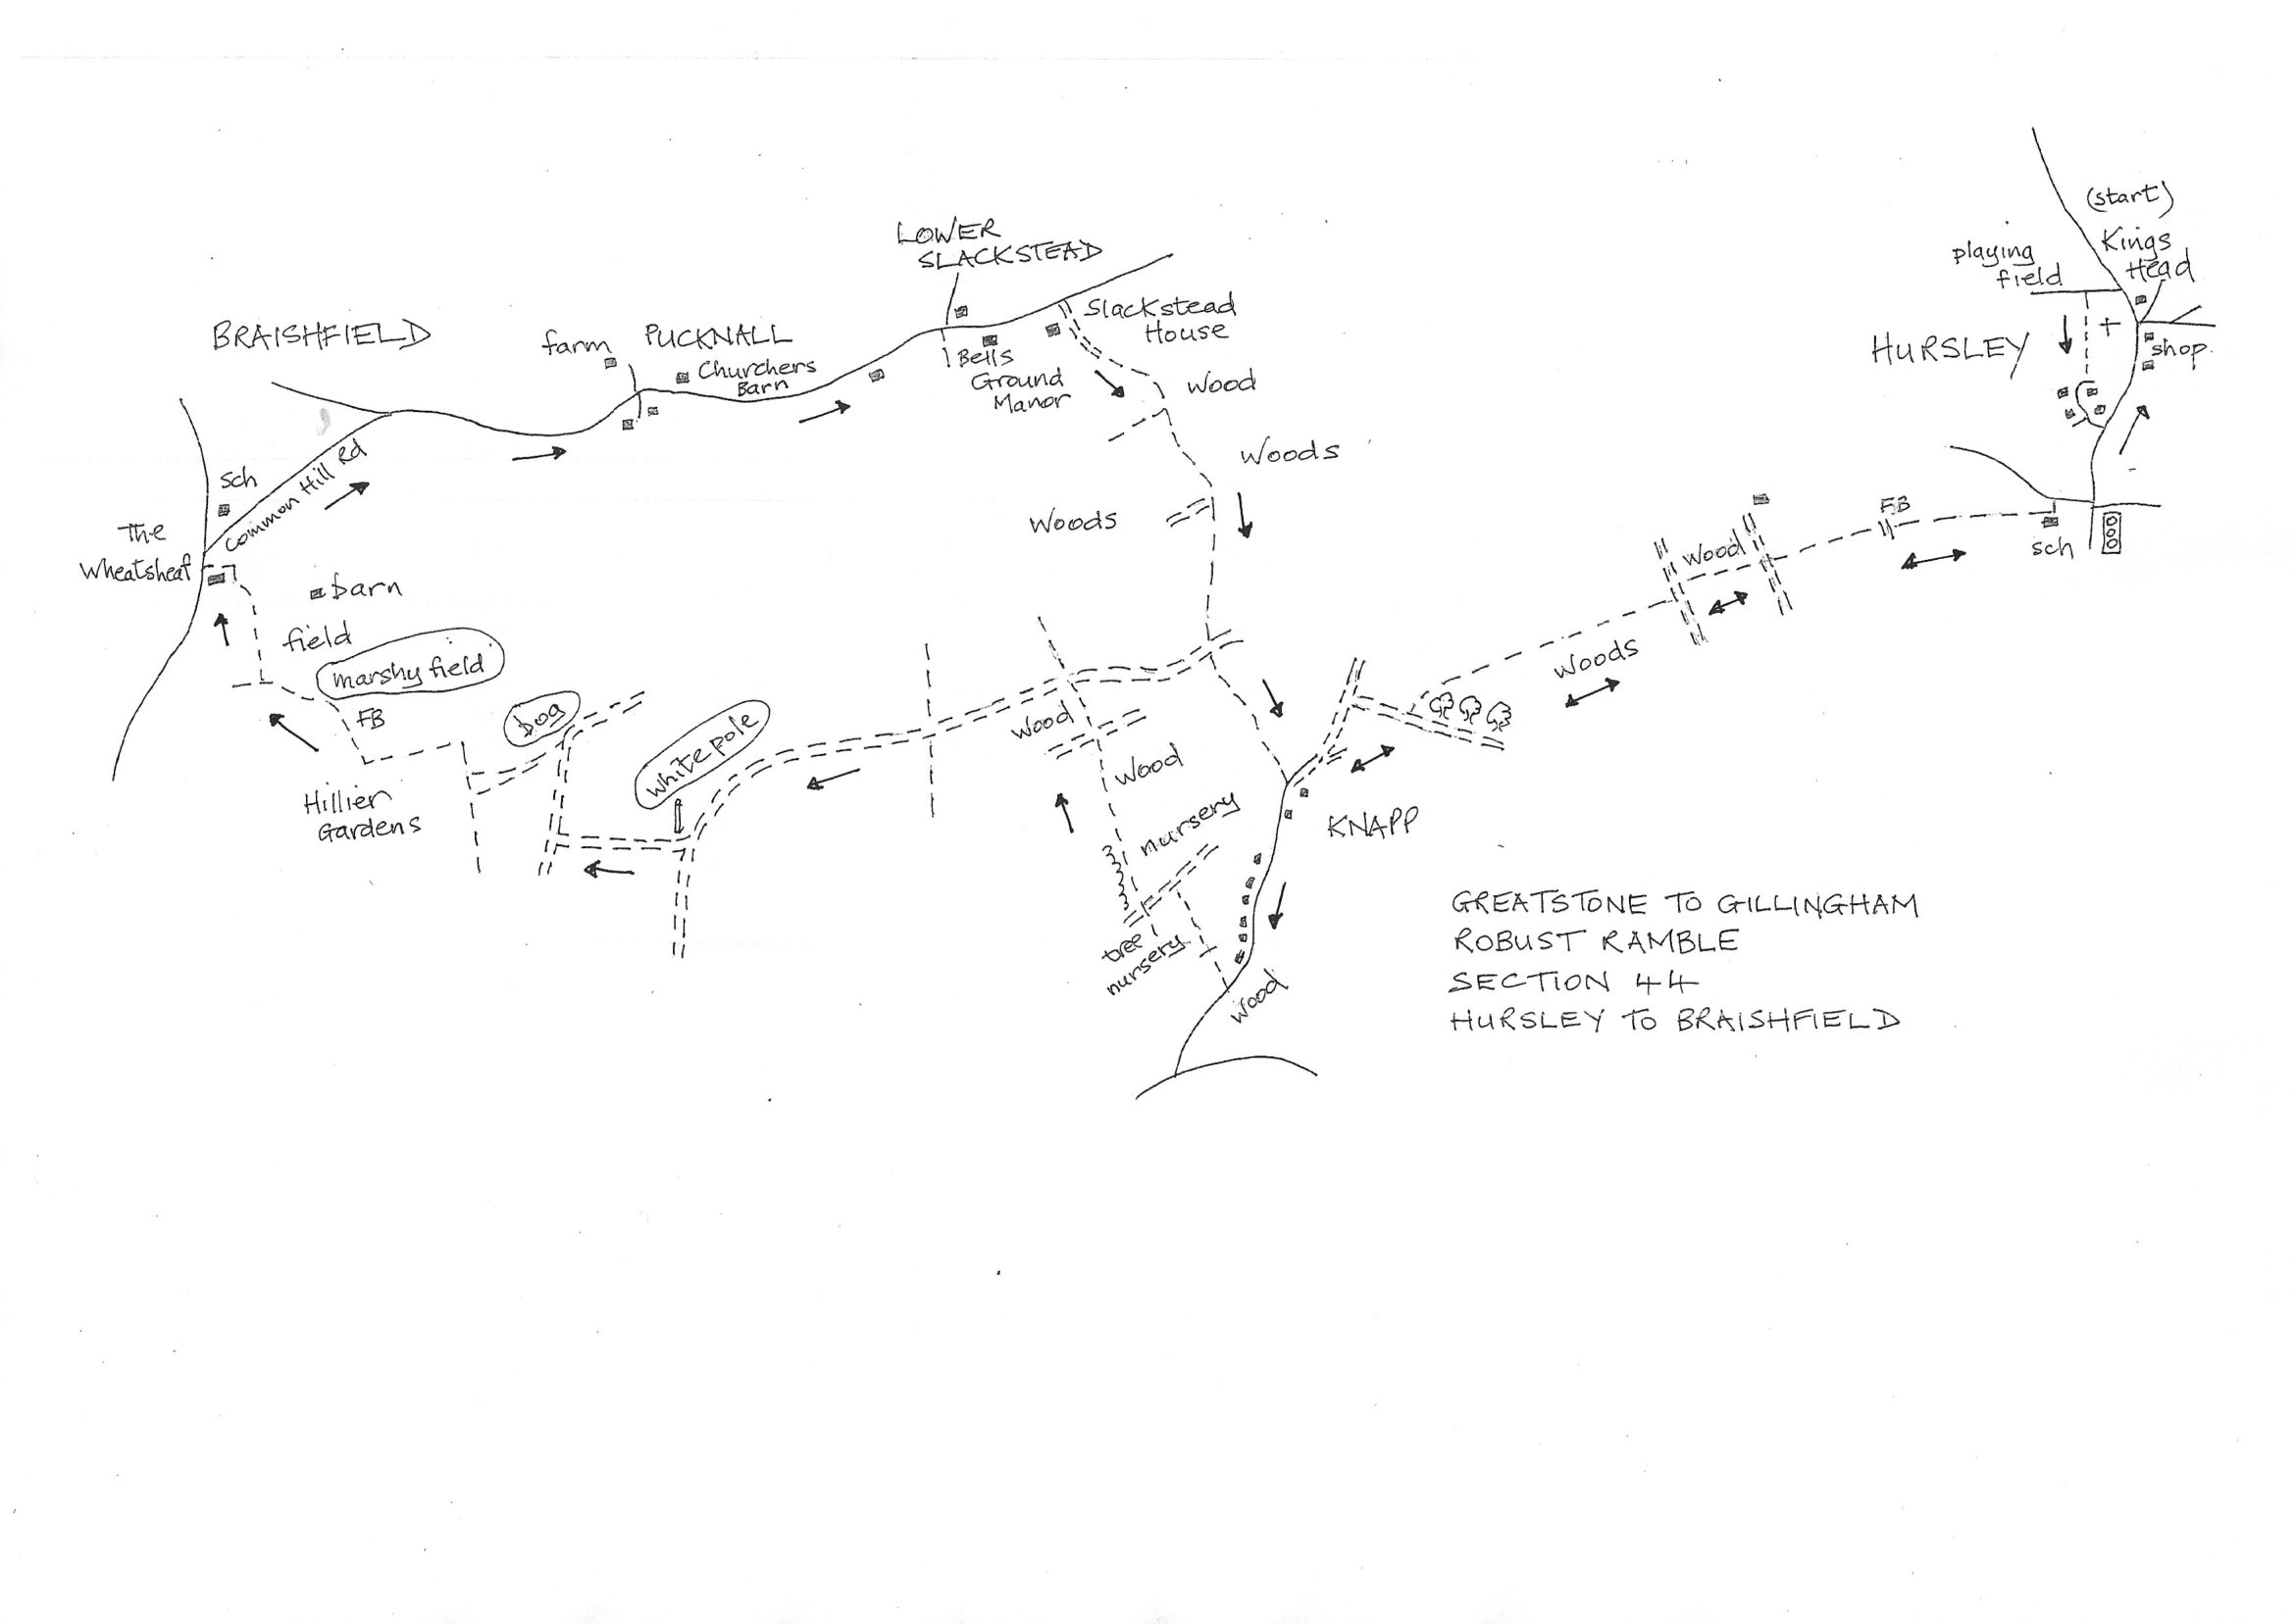 (start)
Kings
Head
playing
field
HURSLEY
shop.
LOWER
SLACKSTEAD
Slackstead
House
BRAISHFIELD
farm
PUCKNALL
Churchers
Barn
Bells
Ground
Manor
wood
Woods
Woods
Sch
Common Hill Rd
The
Wheatsheaf
barn
field
marshy field
FB
Hillier
Gardens
bog
white pole
wood
wood
nursery
tree
nursery
wood
KNAPP
Woods
wood
FB
sch
GREATSTONE TO GILLINGHAM
ROBUST RAMBLE
SECTION 44
HURSLEY TO BRAISHFIELD